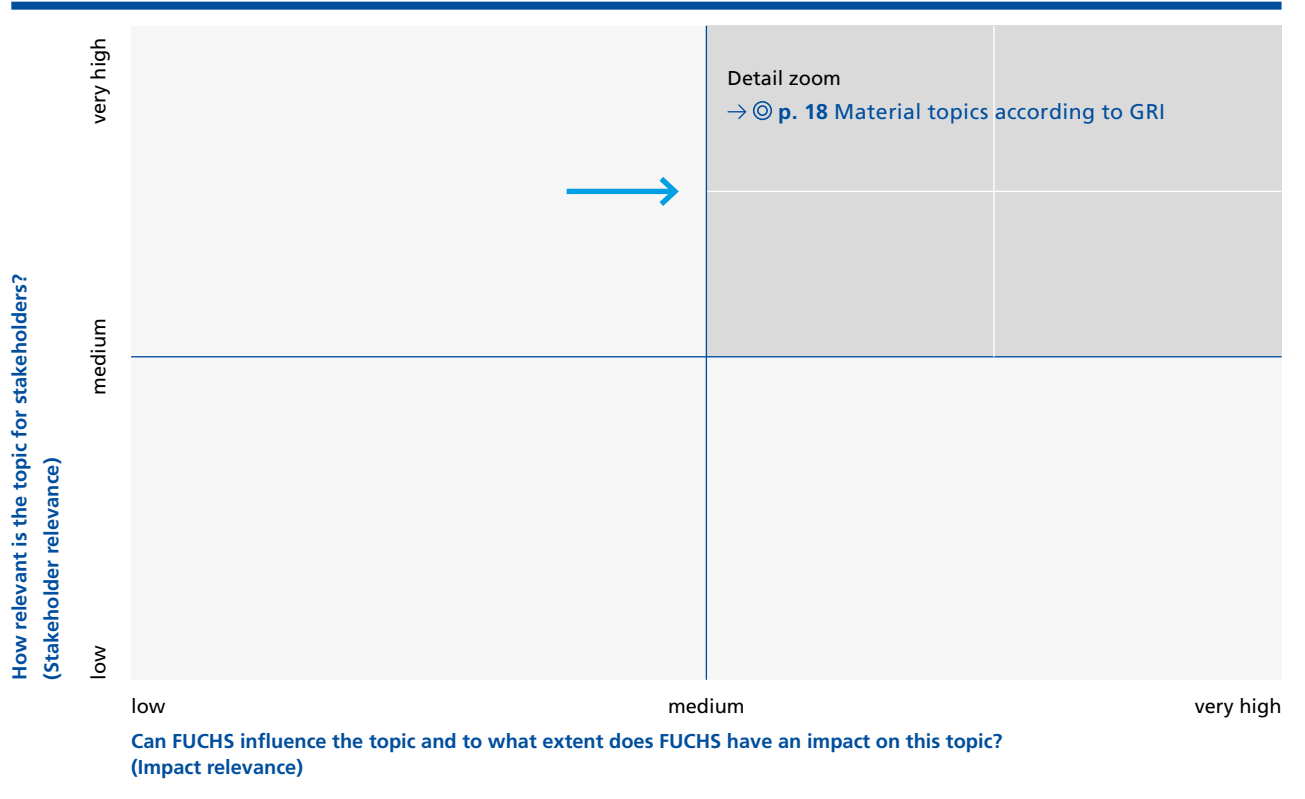 very high
Detail zoom
→ ◎ p. 18 Material topics according to GRI
How relevant is the topic for stakeholders?
(Stakeholder relevance)
medium
low
low medium very high
Can FUCHS influence the topic and to what extent does FUCHS have an impact on this topic?
(Impact relevance)